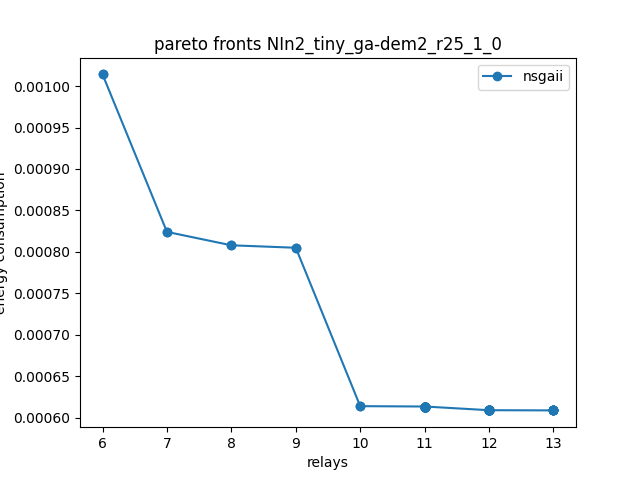 pareto fronts NIn2_tiny_ga-dem2_r25_1_0
nsgaii
0.00100
0.00095
0.00090
0.00085
0.00080
0.00075
0.00070
0.00065
0.00060
energy consumption
6 7 8 9 10 11 12 13
relays